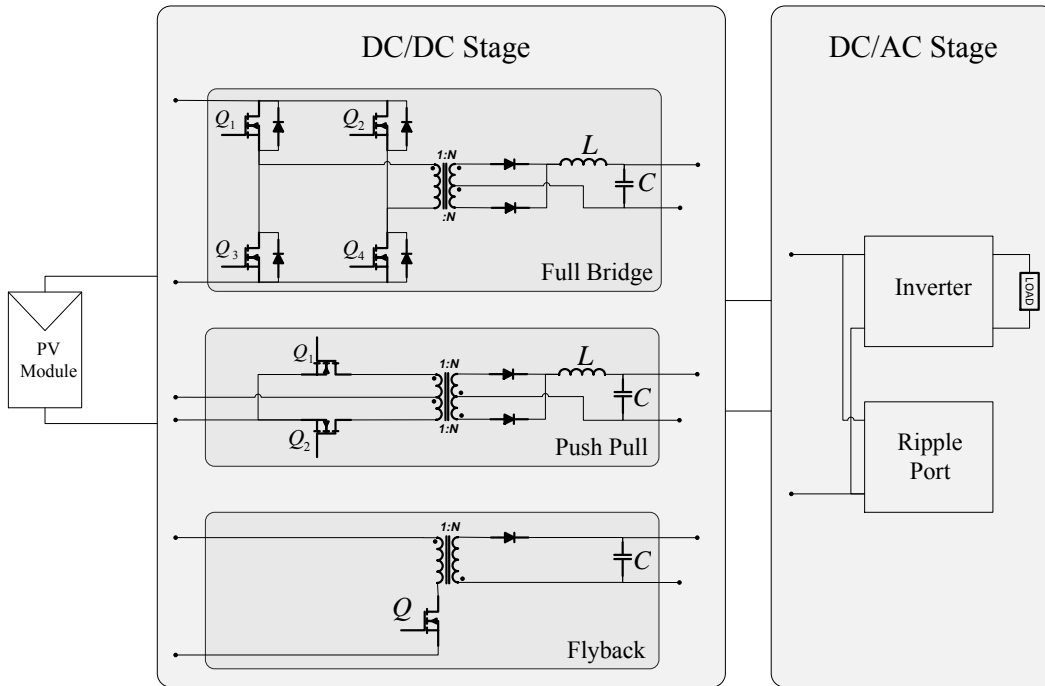 DC/DC Stage
DC/AC Stage
Q1
Q2
1:N
L
C
:N
Q3
Q4
Full Bridge
PV
Module
Q1
1:N
L
C
1:N
Q2
Push Pull
1:N
C
Q
Flyback
Inverter
LOAD
Ripple
Port